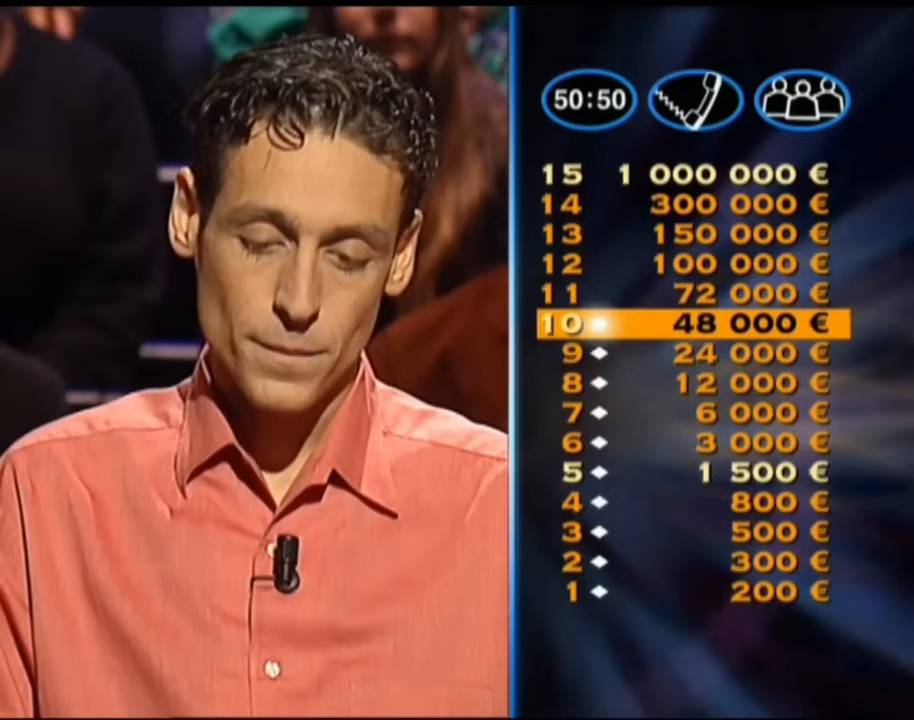 50:50
15 1 000 000 €
14 300 000 €
13 150 000 €
12 100 000 €
11 72 000 €
10 48 000 €
9 24 000 €
8 12 000 €
7 6 000 €
6 3 000 €
5 1 500 €
4 800 €
3 500 €
2 300 €
1 200 €